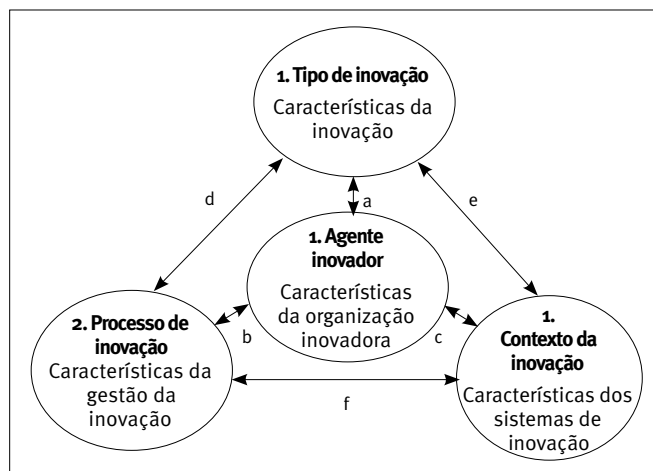 1. Tipo de inovação
Características da
inovação
d
a
e
1. Agente
inovador
Características
da organização
inovadora
2. Processo de
inovação
Características da
gestão da
inovação
b
c
1.
Contexto da
inovação
Características dos
sistemas de
inovação
f